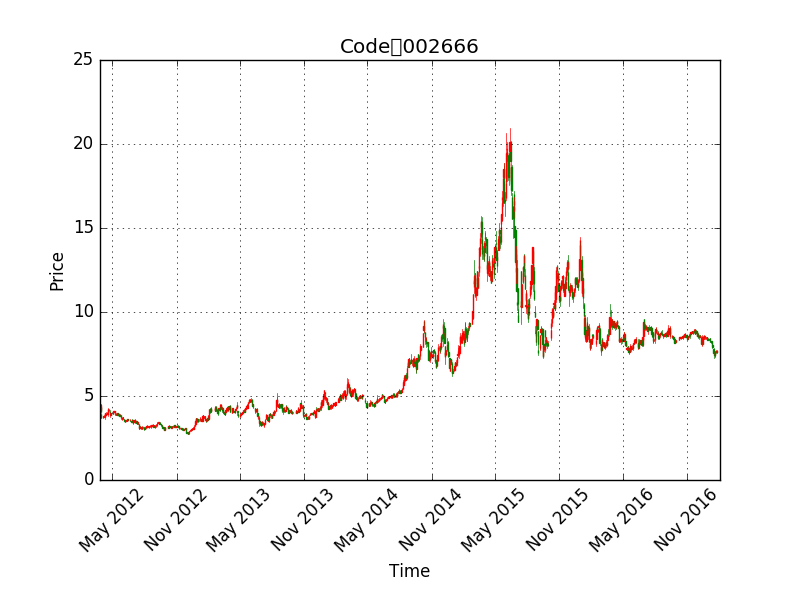 Code▯002666
25
20
15
10
5
0
Price
May 2012
Nov 2012
May 2013
Nov 2013
May 2014
Nov 2014
May 2015
Nov 2015
May 2016
Nov 2016
Time